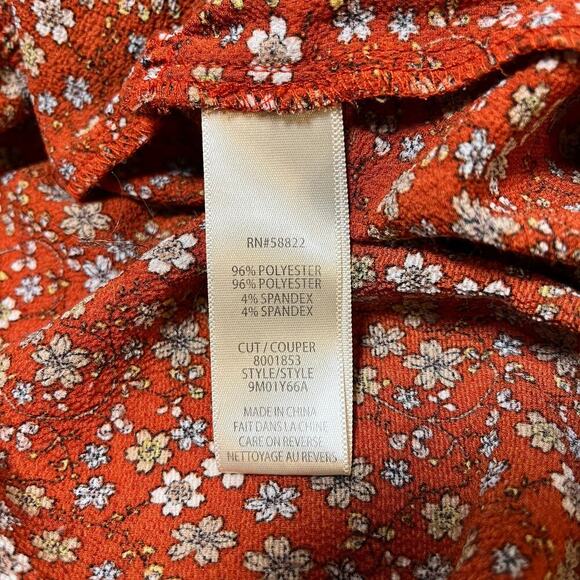 RN#58822
96% POLYESTER
96% POLYESTER
4% SPANDEX
4% SPANDEX
CUT / COUPER
8001853
STYLE/STYLE
9M01Y66A
MADE IN CHINA
FAIT DANS LA CHINE
CARE ON REVERSE
NETTOYAGE AU REVERS